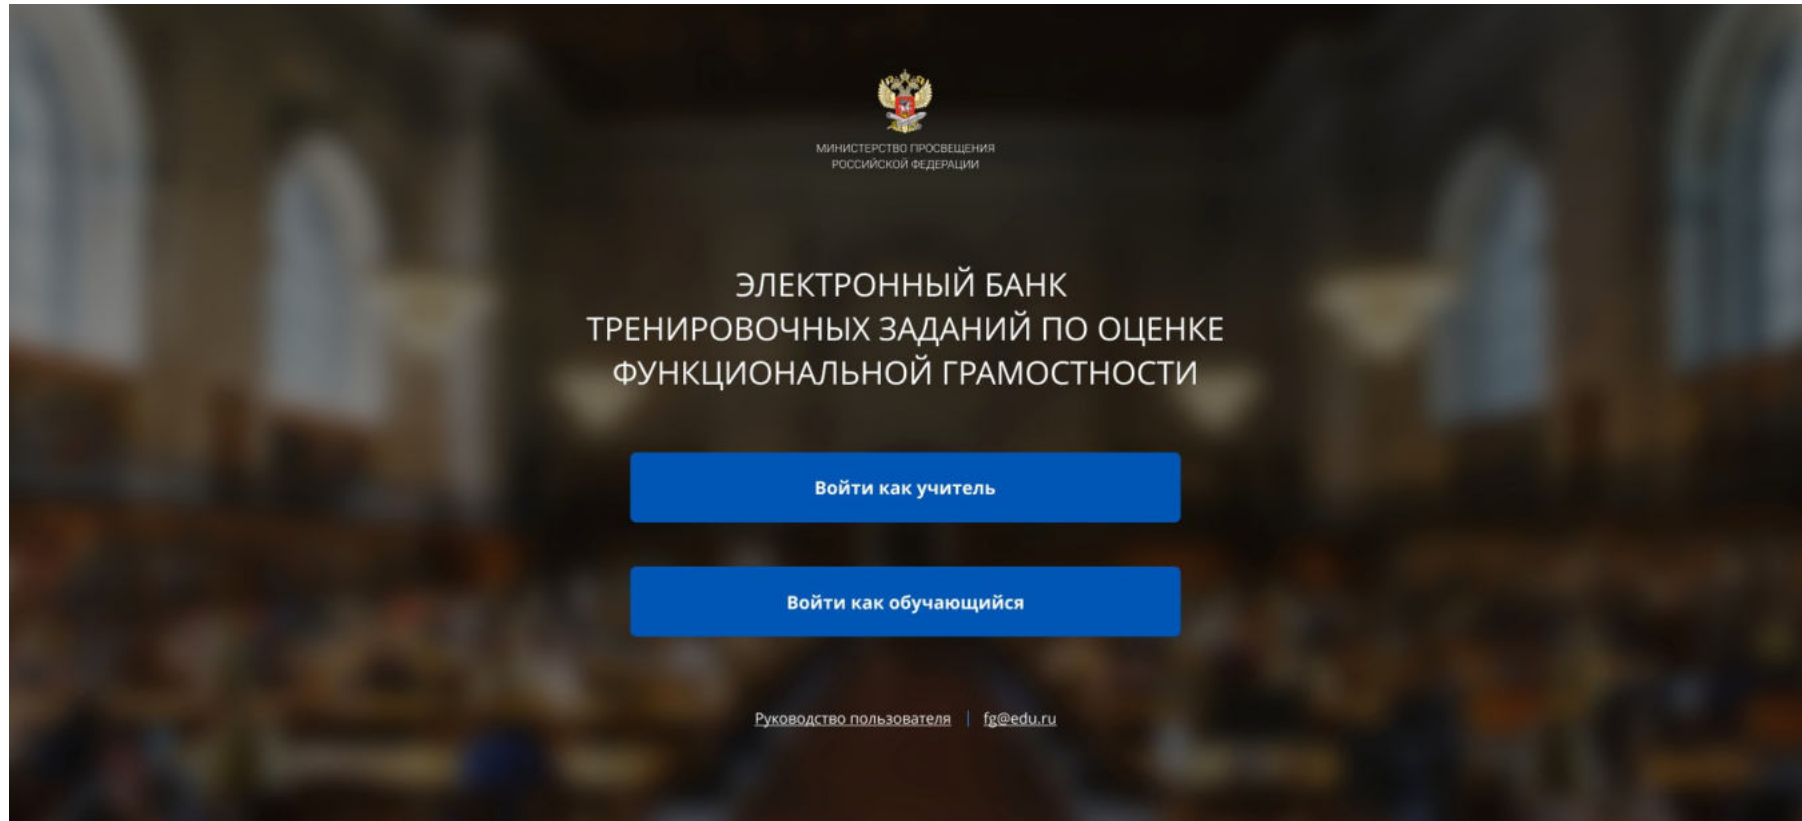 МИНИСТЕРСТВО ПРОСВЕЩЕНИЯ
РОССИЙСКОЙ ФЕДЕРАЦИИ
ЭЛЕКТРОННЫЙ БАНК
ТРЕНИРОВОЧНЫХ ЗАДАНИЙ ПО ОЦЕНКЕ
ФУНКЦИОНАЛЬНОЙ ГРАМОСТНОСТИ
Войти как учитель
Войти как обучающийся
Руководство пользователя | fg@edu.ru